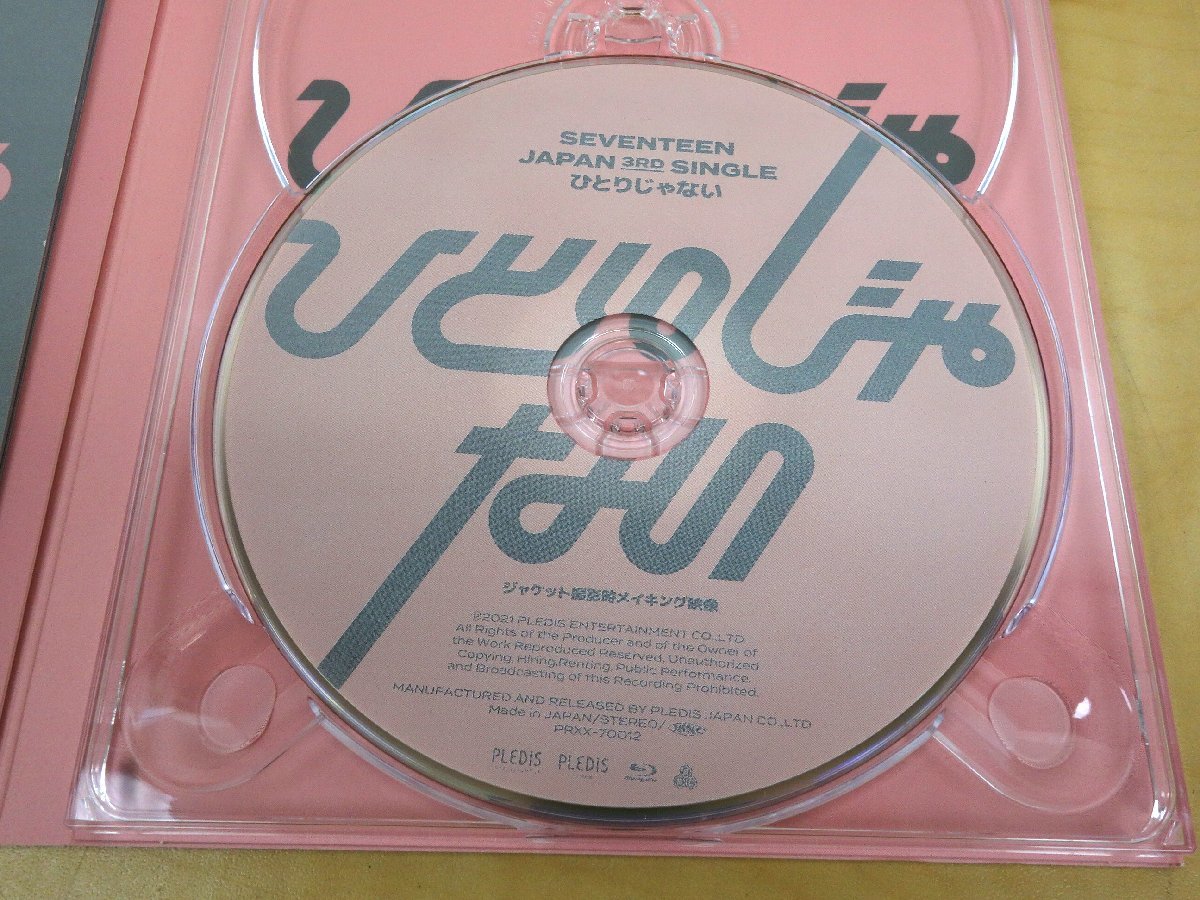 SEVENTEEN
JAPAN 3RD SINGLE
ひとりじゃない
ひとりじゃ
ない
ジャケット撮影時メイキング映像
℗2021 PLEDIS ENTERTAINMENT CO.,LTD
All Rights of the Producer and of the Owner of
the Work Reproduced Reserved. Unauthorized
Copying, Hiring, Renting, Public Performance,
and Broadcasting of this Recording Prohibited.
MANUFACTURED AND RELEASED BY PLEDIS JAPAN CO.,LTD
Made in JAPAN/STEREO/
PRXX-70012
PLEDIS PLEDIS